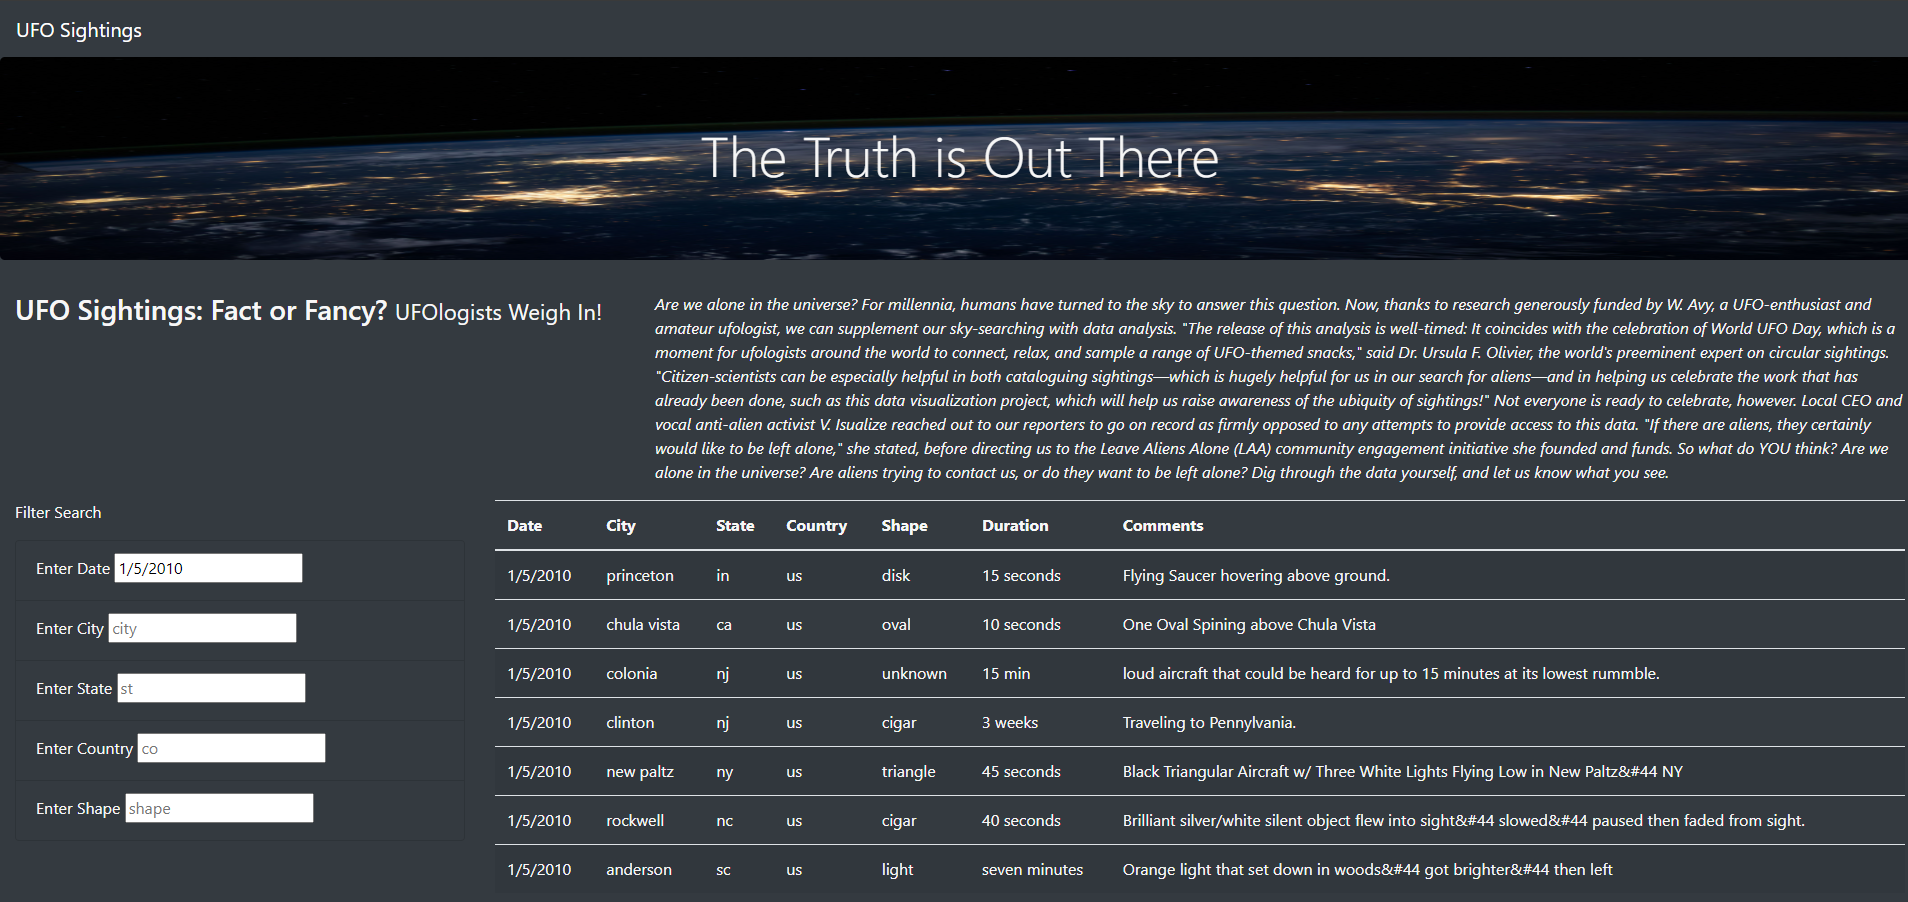 UFO Sightings
The Truth is Out There
UFO Sightings: Fact or Fancy? UFOlogists Weigh In!
Are we alone in the universe? For millennia, humans have turned to the sky to answer this question. Now, thanks to research generously funded by W. Avy, a UFO-enthusiast and
amateur ufologist, we can supplement our sky-searching with data analysis. "The release of this analysis is well-timed: It coincides with the celebration of World UFO Day, which is a
moment for ufologists around the world to connect, relax, and sample a range of UFO-themed snacks," said Dr. Ursula F. Olivier, the world's preeminent expert on circular sightings.
"Citizen-scientists can be especially helpful in both cataloguing sightings—which is hugely helpful for us in our search for aliens—and in helping us celebrate the work that has
already been done, such as this data visualization project, which will help us raise awareness of the ubiquity of sightings!" Not everyone is ready to celebrate, however. Local CEO and
vocal anti-alien activist V. Isualize reached out to our reporters to go on record as firmly opposed to any attempts to provide access to this data. "If there are aliens, they certainly
would like to be left alone," she stated, before directing us to the Leave Aliens Alone (LAA) community engagement initiative she founded and funds. So what do YOU think? Are we
alone in the universe? Are aliens trying to contact us, or do they want to be left alone? Dig through the data yourself, and let us know what you see.
Filter Search
Enter Date 1/5/2010
Enter City city
Enter State st
Enter Country co
Enter Shape shape
Date City State Country Shape Duration Comments
1/5/2010 princeton in us disk 15 seconds Flying Saucer hovering above ground.
1/5/2010 chula vista ca us oval 10 seconds One Oval Spining above Chula Vista
1/5/2010 colonia nj us unknown 15 min loud aircraft that could be heard for up to 15 minutes at its lowest rummble.
1/5/2010 clinton nj us cigar 3 weeks Traveling to Pennylvania.
1/5/2010 new paltz ny us triangle 45 seconds Black Triangular Aircraft w/ Three White Lights Flying Low in New Paltz&#44 NY
1/5/2010 rockwell nc us cigar 40 seconds Brilliant silver/white silent object flew into sight&#44 slowed&#44 paused then faded from sight.
1/5/2010 anderson sc us light seven minutes Orange light that set down in woods&#44 got brighter&#44 then left